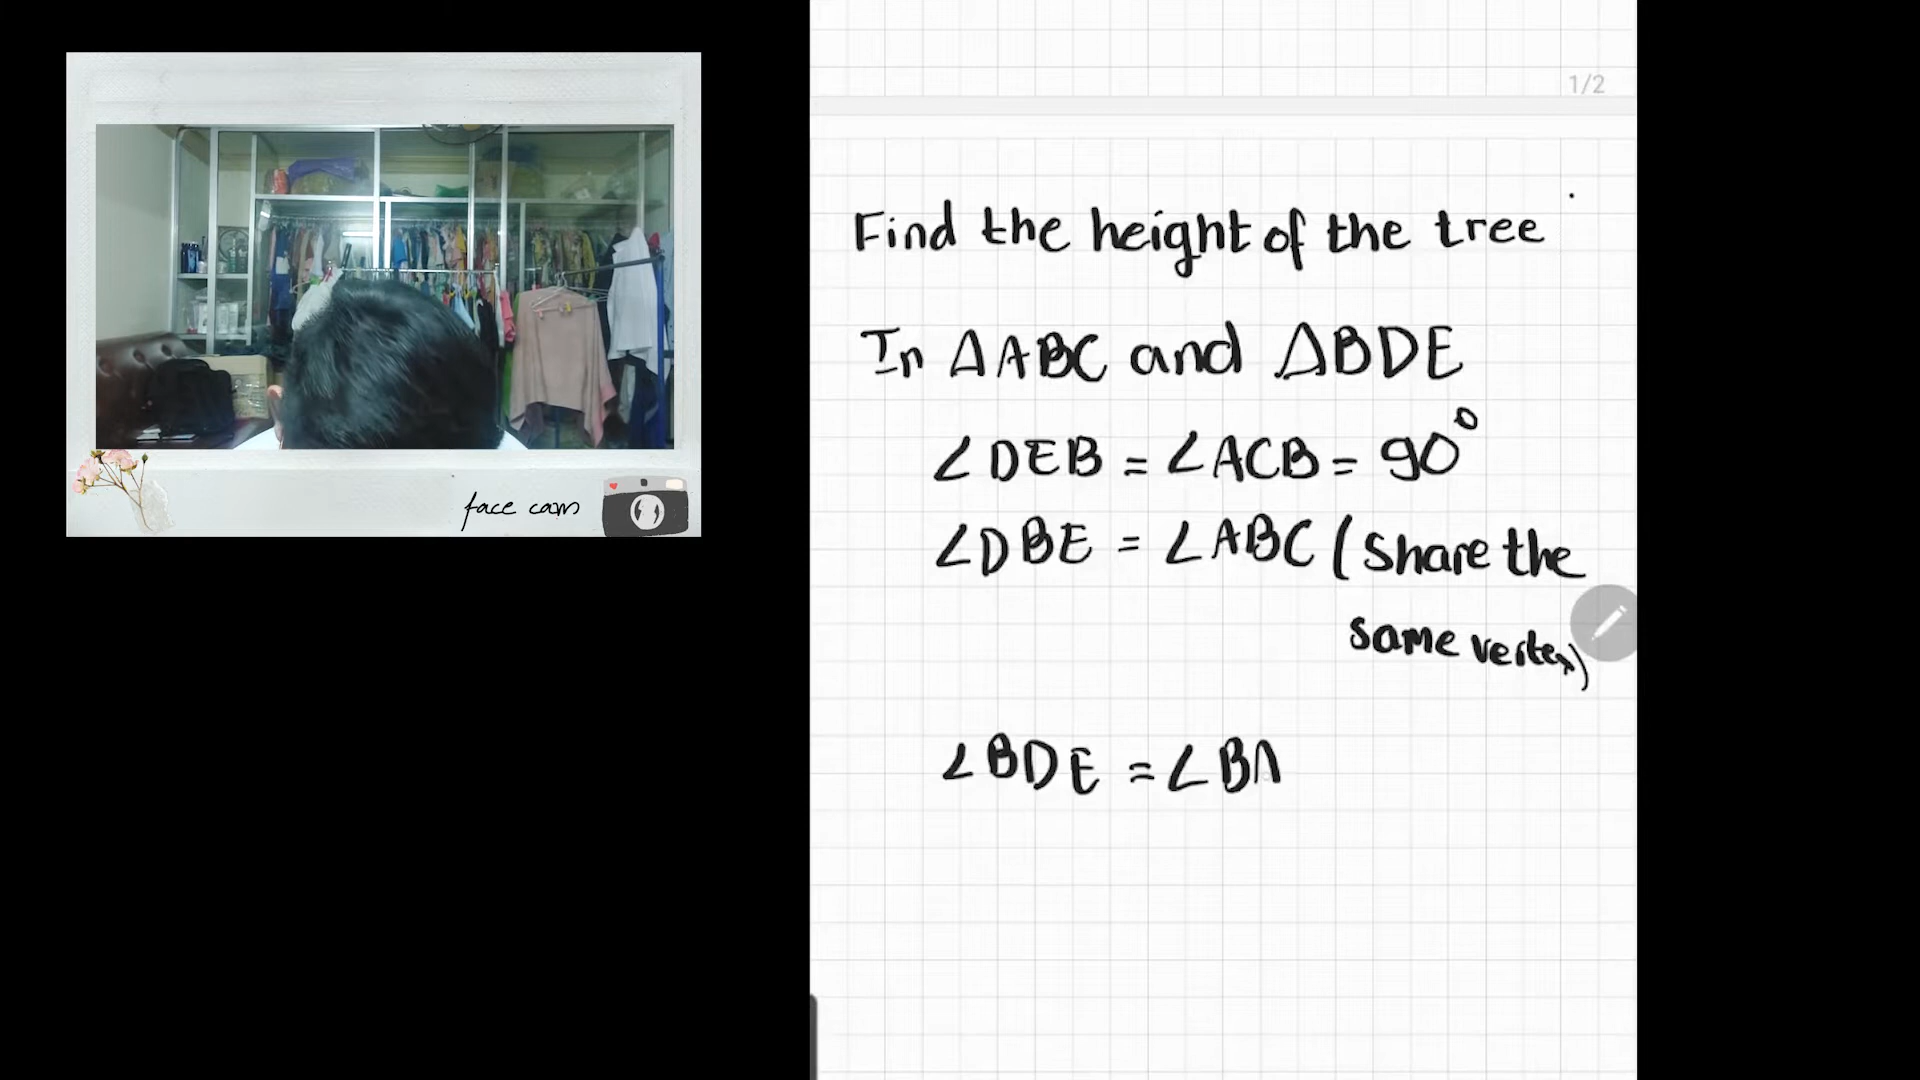 face cam
1/2
Find the height of the tree
In ΔABC and ΔBDE
∠DEB = ∠ACB = 90°
∠DBE = ∠ABC (Share the
same vertex)
∠BDE = ∠BA